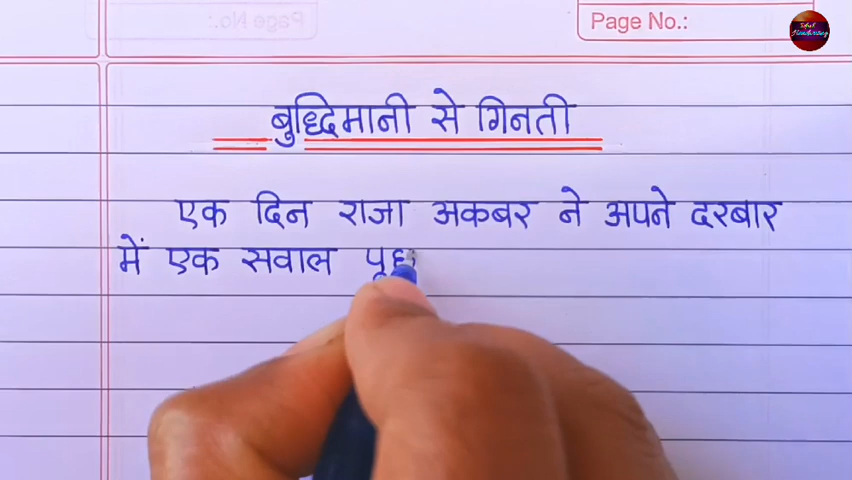 Page No.:
बुद्धिमानी से गिनती
एक दिन राजा अकबर ने अपने दरबार
में एक सवाल पूछ